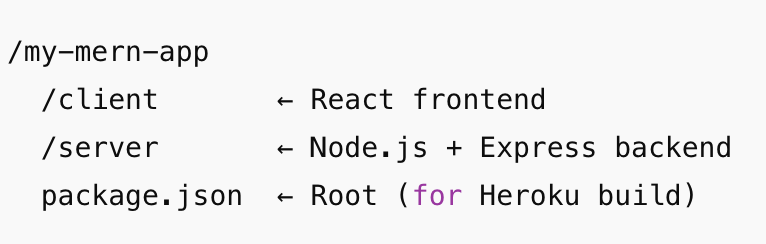 /my-mern-app
  /client       ← React frontend
  /server       ← Node.js + Express backend
  package.json  ← Root (for Heroku build)